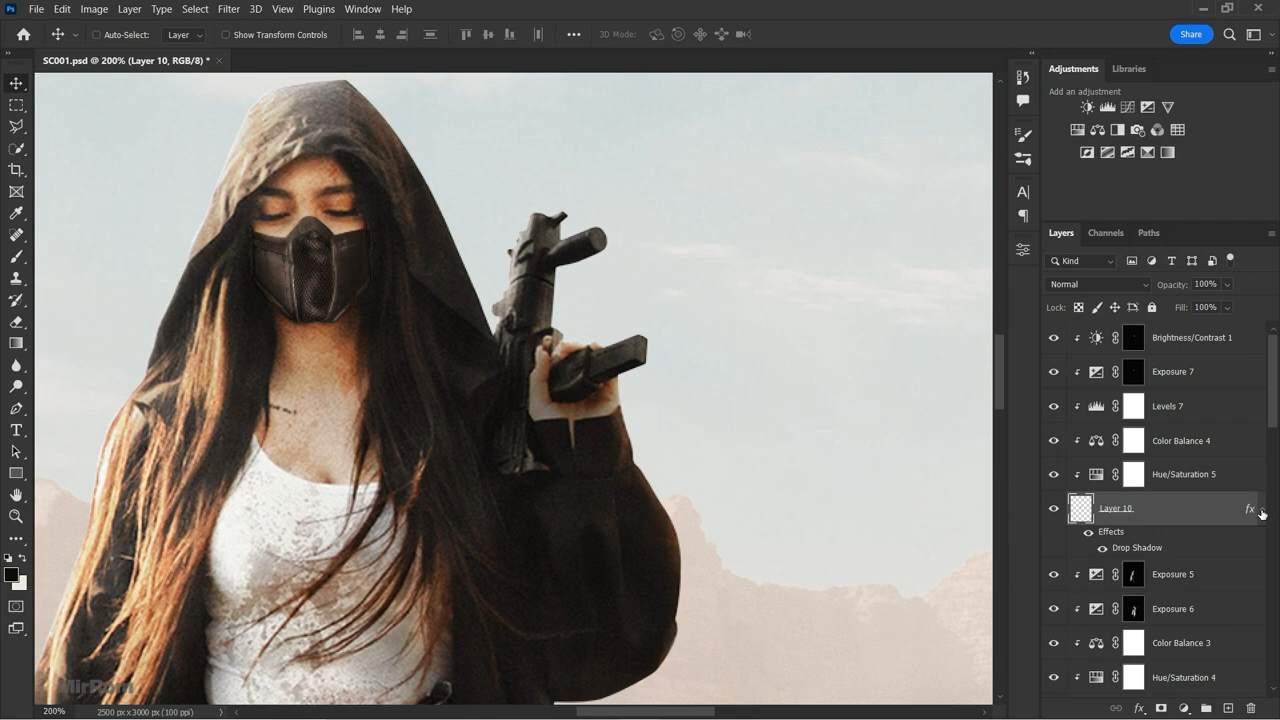 Ps File Edit Image Layer Type Select Filter 3D View Plugins Window Help
Auto-Select: Layer Show Transform Controls 3D Mode: Share
SC001.psd @ 200% (Layer 10, RGB/8) *
Adjustments Libraries
Add an adjustment
Layers Channels Paths
Kind
Normal Opacity: 100%
Lock: Fill: 100%
Brightness/Contrast 1
Exposure 7
Levels 7
Color Balance 4
Hue/Saturation 5
Layer 10 fx
Effects
Drop Shadow
Exposure 5
Exposure 6
Color Balance 3
Hue/Saturation 4
MirRom
200% 2500 px x 3000 px (100 ppi)